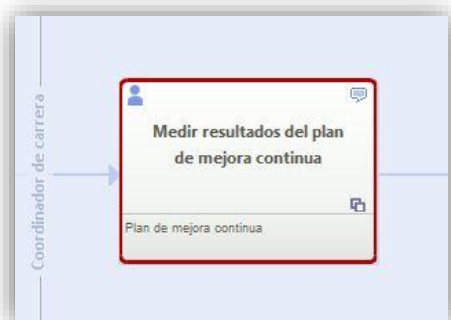 Coordinador de carrera
Medir resultados del plan
de mejora continua
Plan de mejora continua